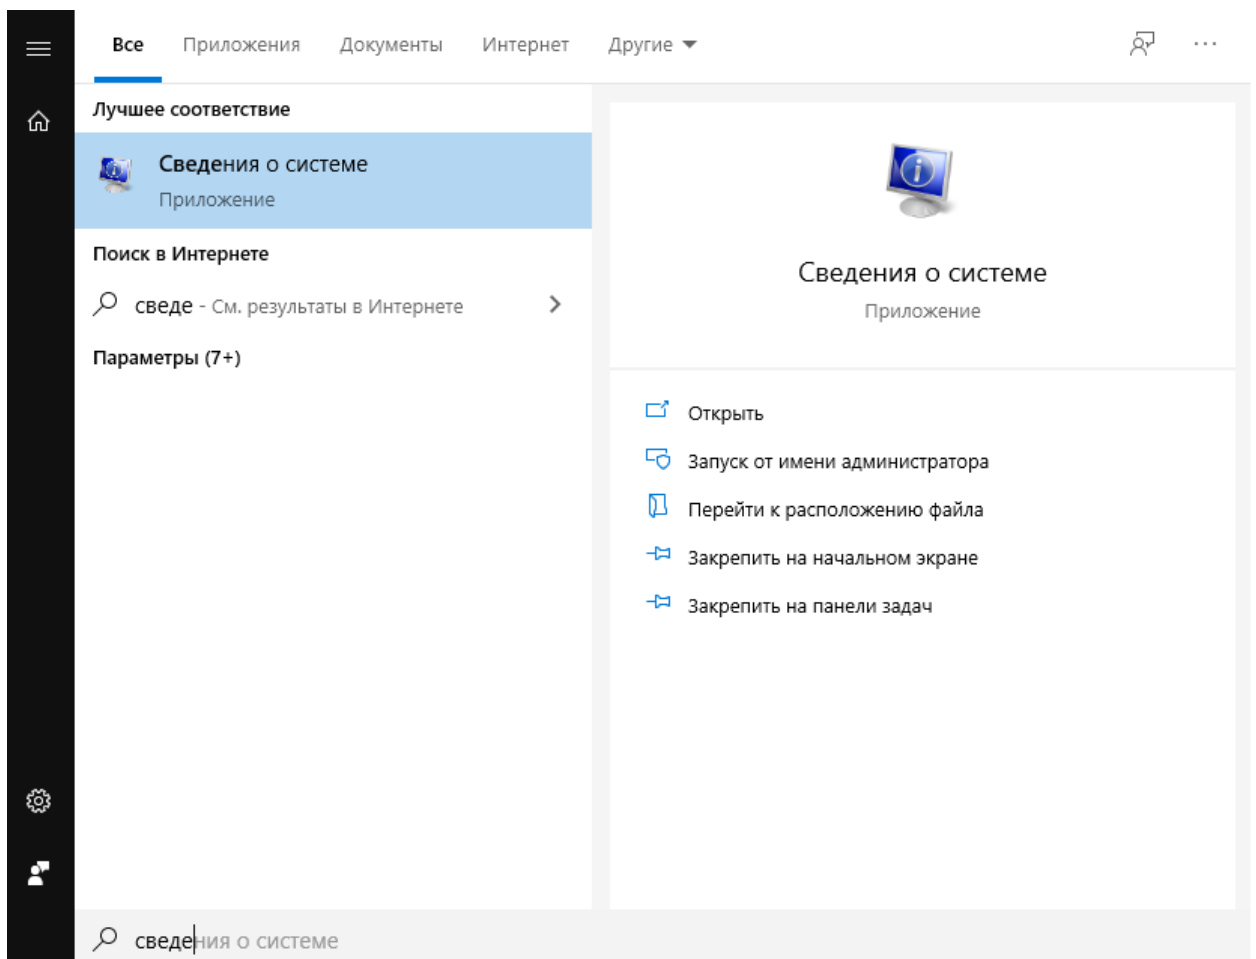 Все Приложения Документы Интернет Другие
Лучшее соответствие
Сведения о системе
Приложение
Поиск в Интернете
сведе - См. результаты в Интернете
Параметры (7+)
Сведения о системе
Приложение
Открыть
Запуск от имени администратора
Перейти к расположению файла
Закрепить на начальном экране
Закрепить на панели задач
сведения о системе